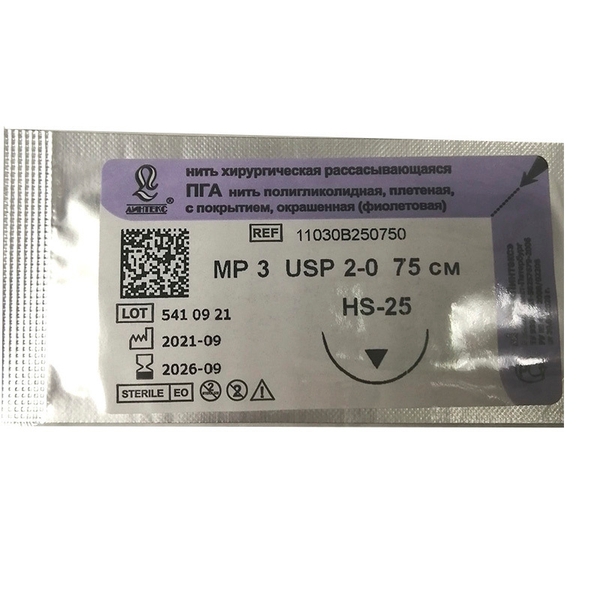 нить хирургическая рассасывающаяся
ПГА нить полигликолидная, плетеная,
с покрытием, окрашенная (фиолетовая)
ЛИНТЕКС ®
REF 11030B250750
МР 3 USP 2-0 75 см
HS-25
LOT 541 09 21
2021-09
2026-09
STERILE EO